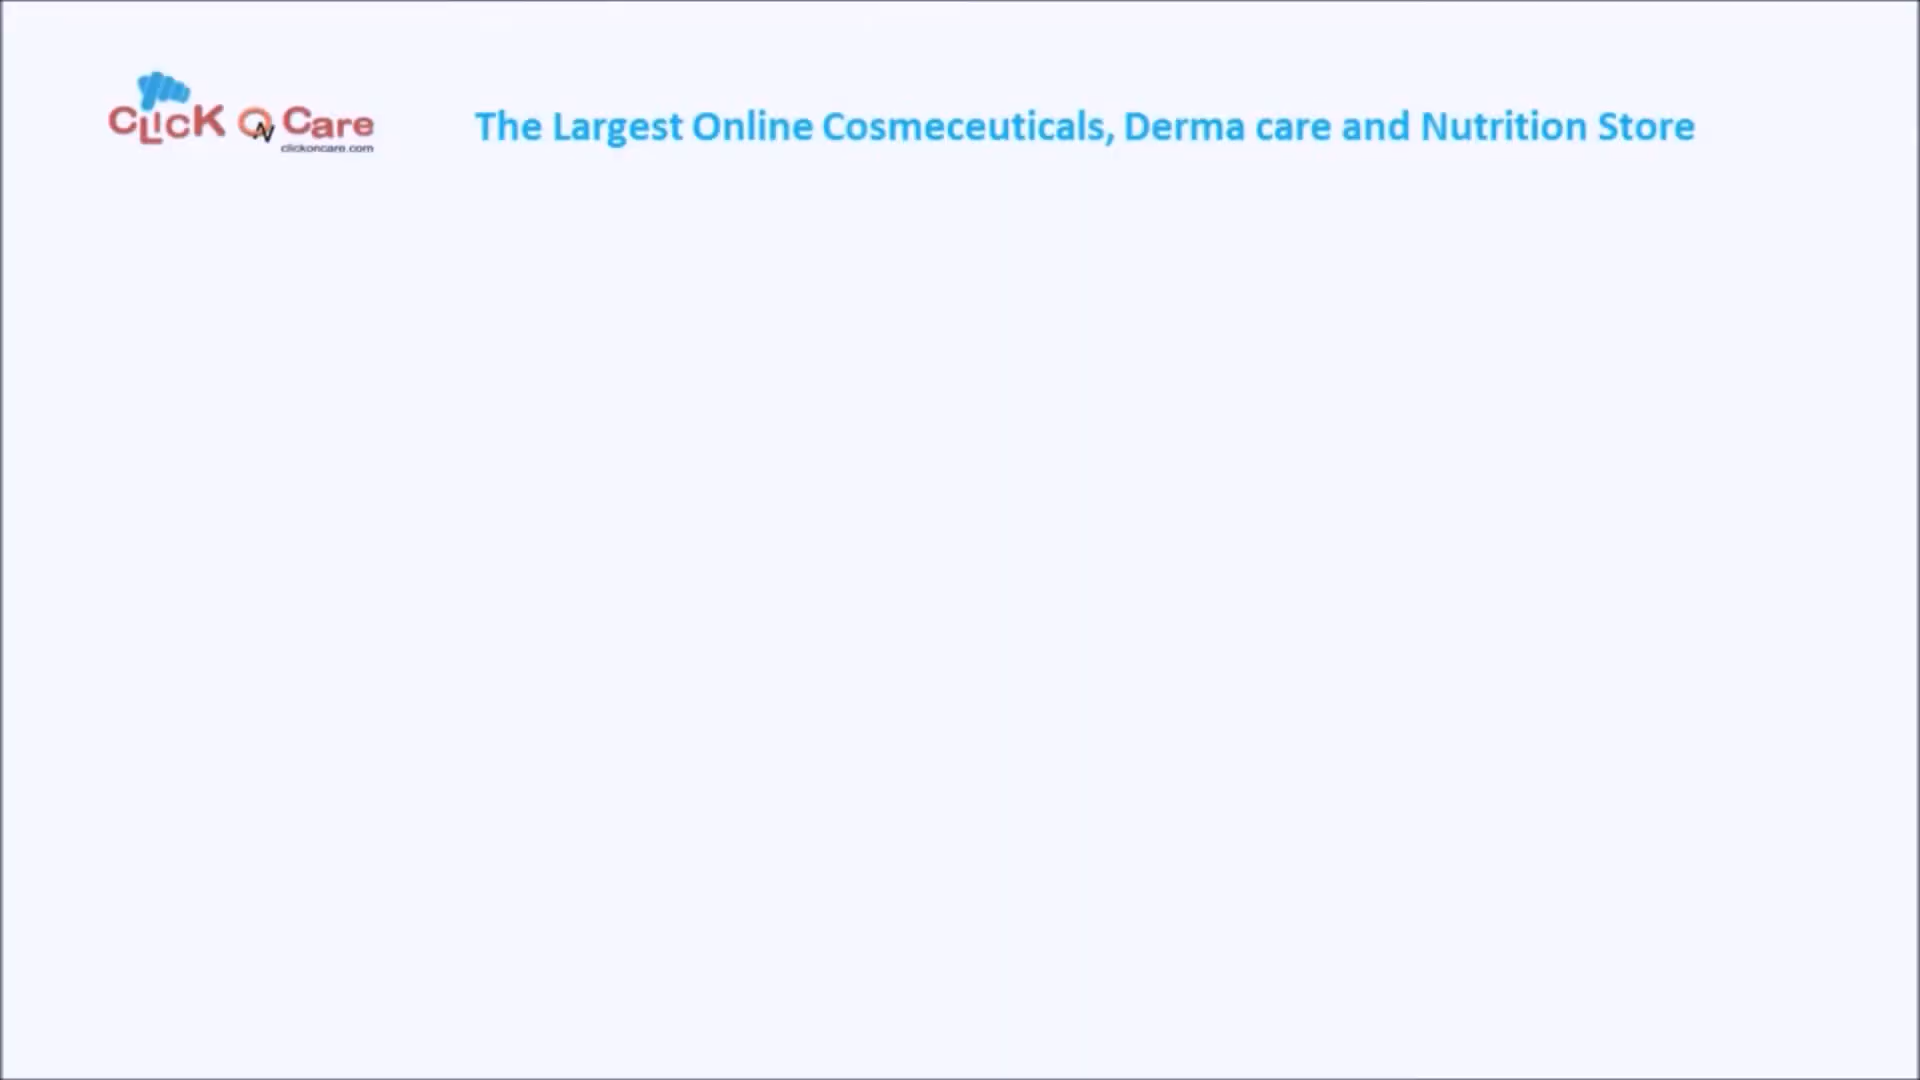 CLicK ON Care
clickoncare.com
The Largest Online Cosmeceuticals, Derma care and Nutrition Store